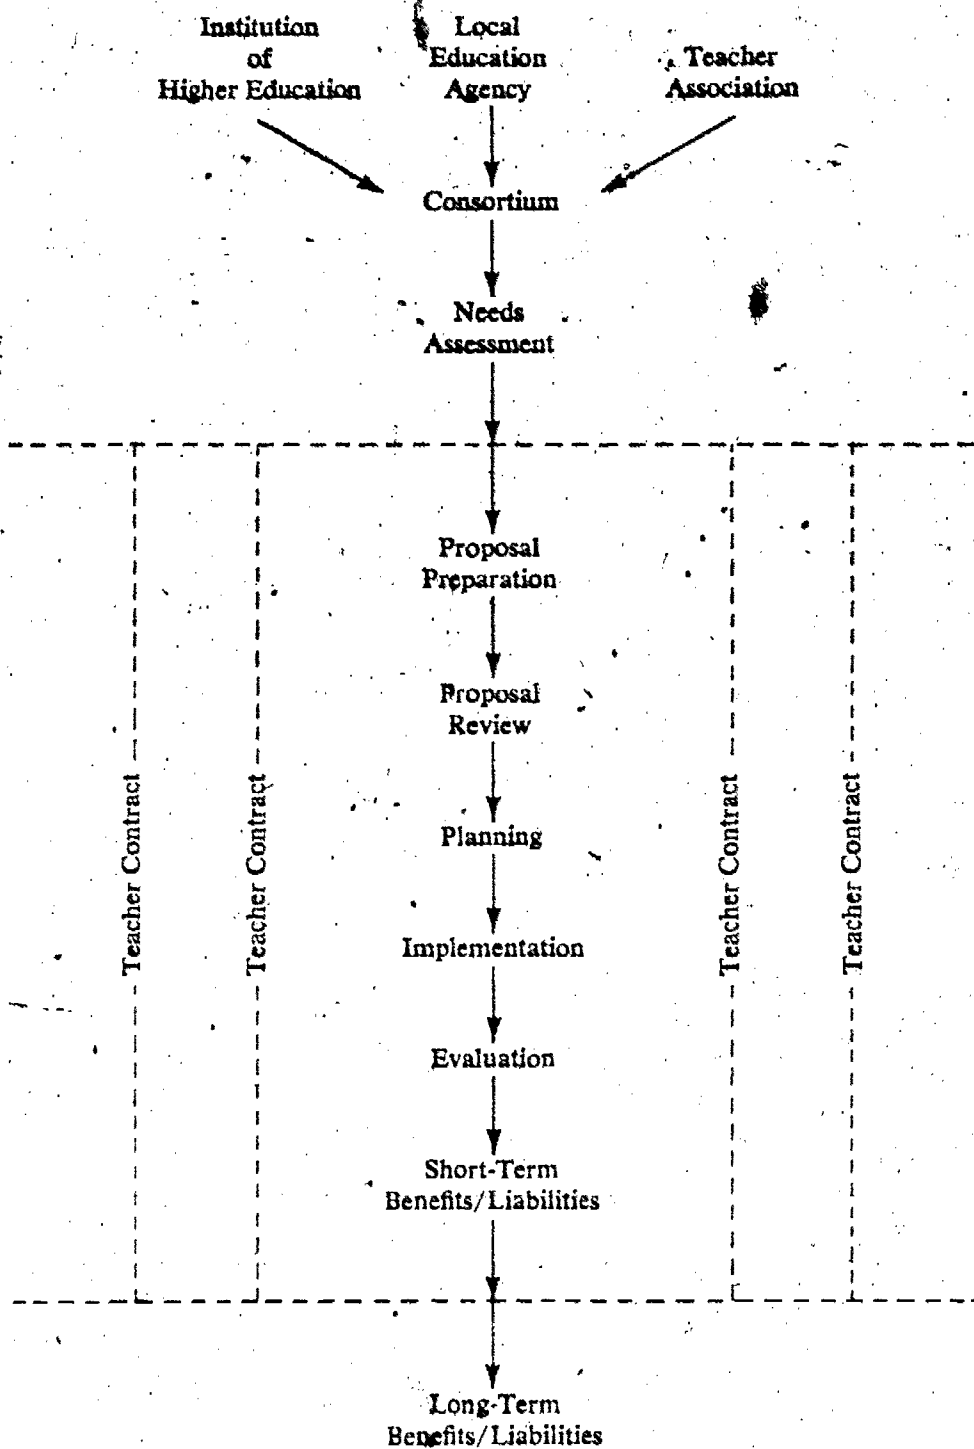 Institution
of
Higher Education
Local
Education
Agency
Teacher
Association
Consortium
Needs
Assessment
Proposal
Preparation
Proposal
Review
Planning
Implementation
Evaluation
Short-Term
Benefits/Liabilities
Teacher Contract
Teacher Contract
Teacher Contract
Teacher Contract
Long-Term
Benefits/Liabilities